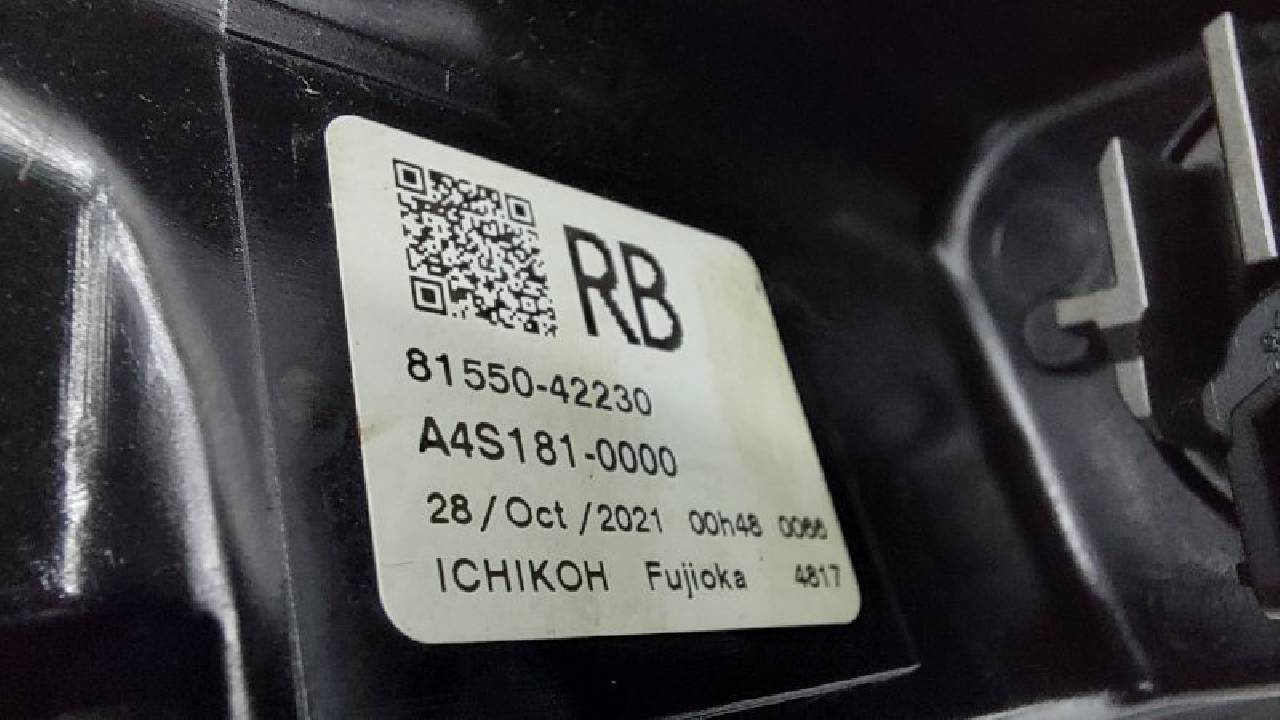 RB
81550-42230
A4S181-0000
28/Oct/2021 00h48 0066
ICHIKOH Fujioka 4817